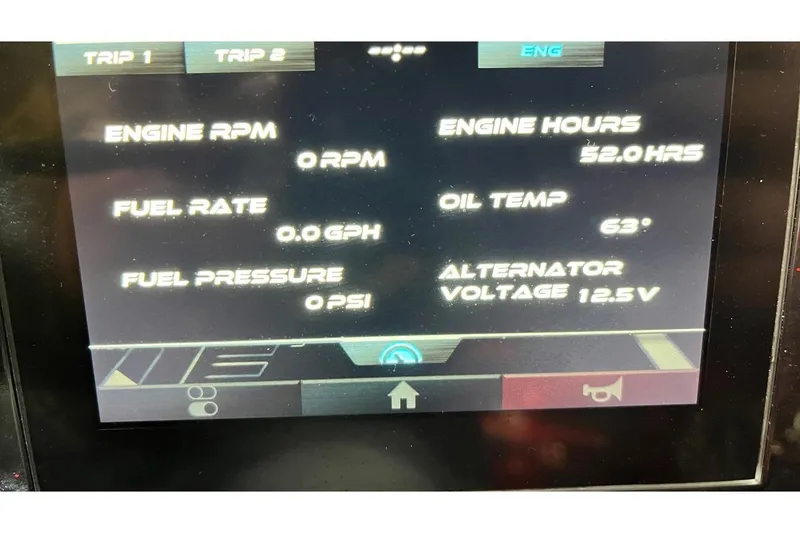 TRIP 1 TRIP 2 ENG
ENGINE RPM
0 RPM
ENGINE HOURS
52.0 HRS
FUEL RATE
0.0 GPH
OIL TEMP
63°
FUEL PRESSURE
0 PSI
ALTERNATOR
VOLTAGE 12.5 V